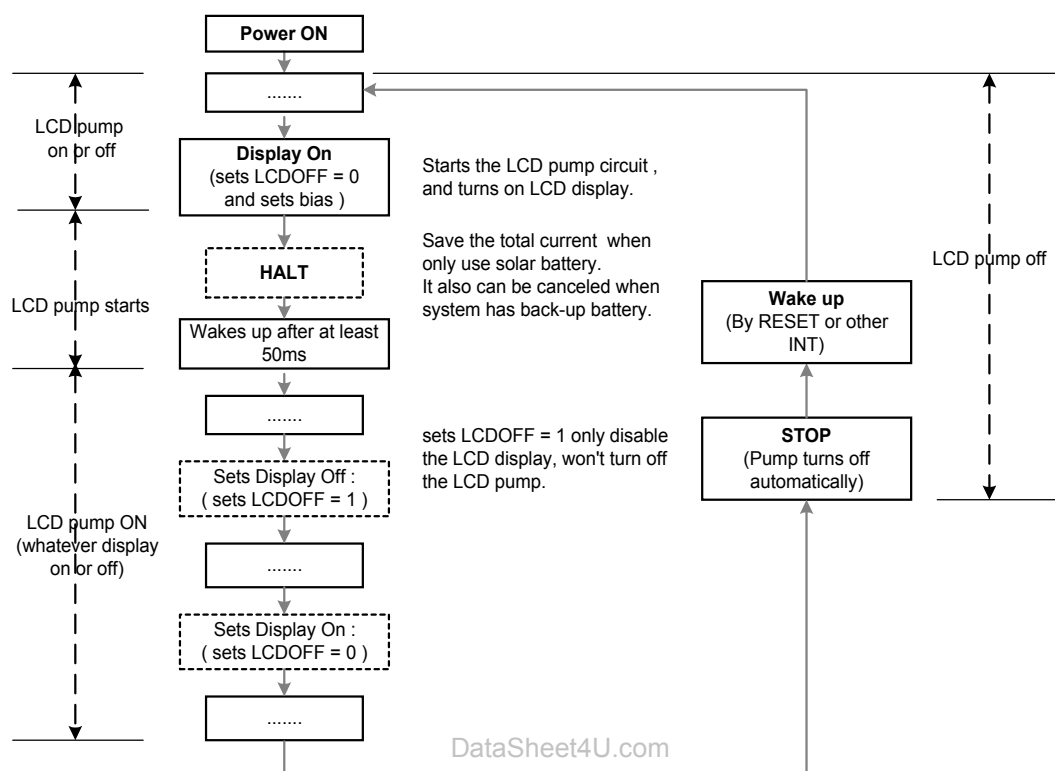 Power ON
.......
LCD pump
on or off
Display On
(sets LCDOFF = 0
and sets bias )
Starts the LCD pump circuit ,
and turns on LCD display.
HALT
Save the total current when
only use solar battery.
It also can be canceled when
system has back-up battery.
LCD pump starts
Wakes up after at least
50ms
.......
Sets Display Off :
( sets LCDOFF = 1 )
sets LCDOFF = 1 only disable
the LCD display, won't turn off
the LCD pump.
LCD pump ON
(whatever display
on or off)
.......
Sets Display On :
( sets LCDOFF = 0 )
.......
LCD pump off
Wake up
(By RESET or other
INT)
STOP
(Pump turns off
automatically)
DataSheet4U.com